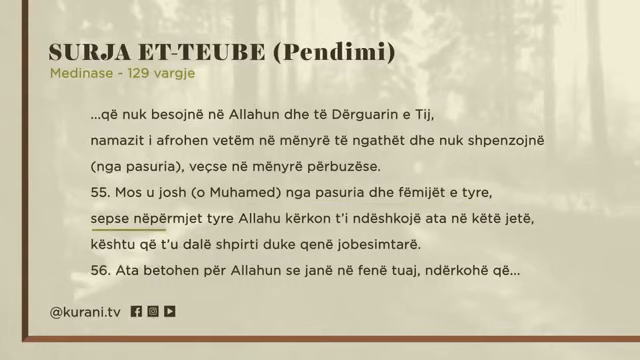 SURJA ET-TEUBE (Pendimi)
Medinase - 129 vargje
...që nuk besojnë në Allahun dhe të Dërguarin e Tij,
namazit i afrohen vetëm në mënyrë të ngathët dhe nuk shpenzojnë
(nga pasuria), veçse në mënyrë përbuzëse.
55. Mos u josh (o Muhamed) nga pasuria dhe fëmijët e tyre,
sepse nëpërmjet tyre Allahu kërkon t'i ndëshkojë ata në këtë jetë,
kështu që t'u dalë shpirti duke qenë jobesimtarë.
56. Ata betohen për Allahun se janë në fenë tuaj, ndërkohë që...
@kurani.tv